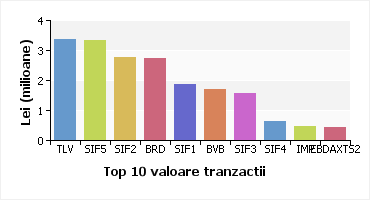 4
3
2
1
0
Lei (milioane)
TLV SIF5 SIF2 BRD SIF1 BVB SIF3 SIF4
Top 10 valoare tranzactii